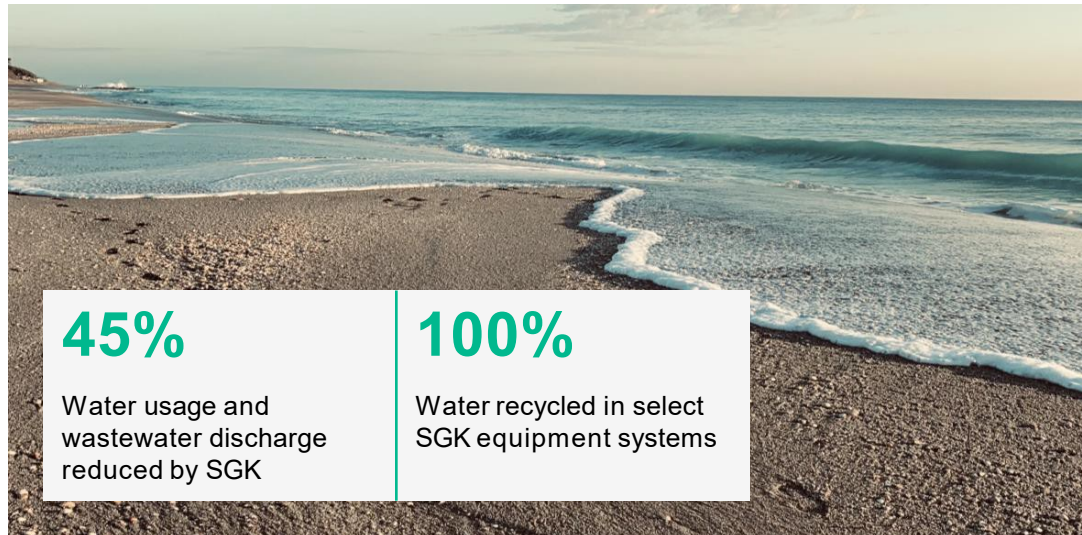 45%
Water usage and
wastewater discharge
reduced by SGK
100%
Water recycled in select
SGK equipment systems